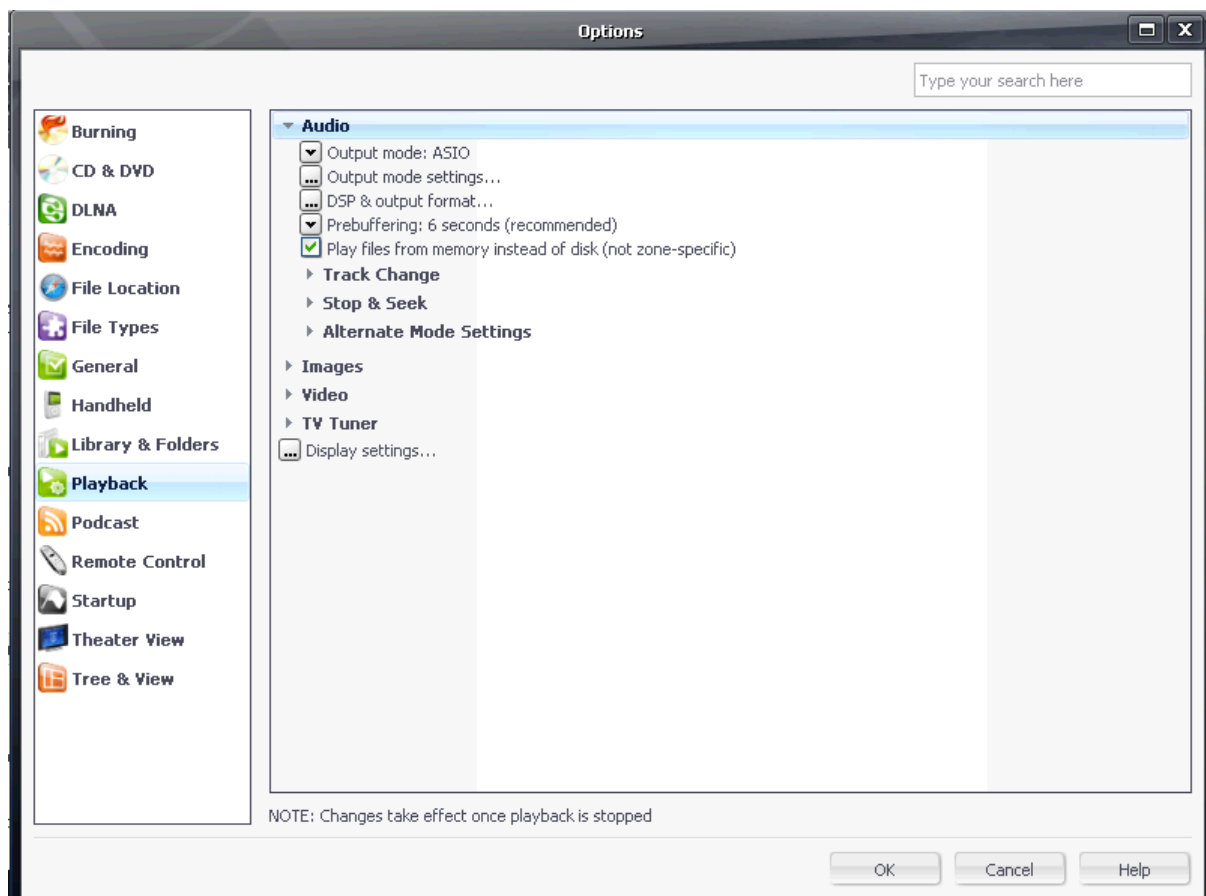 Options
Type your search here
Burning
CD & DVD
DLNA
Encoding
File Location
File Types
General
Handheld
Library & Folders
Playback
Podcast
Remote Control
Startup
Theater View
Tree & View
Audio
Output mode: ASIO
Output mode settings...
DSP & output format...
Prebuffering: 6 seconds (recommended)
Play files from memory instead of disk (not zone-specific)
Track Change
Stop & Seek
Alternate Mode Settings
Images
Video
TV Tuner
Display settings...
NOTE: Changes take effect once playback is stopped
OK
Cancel
Help